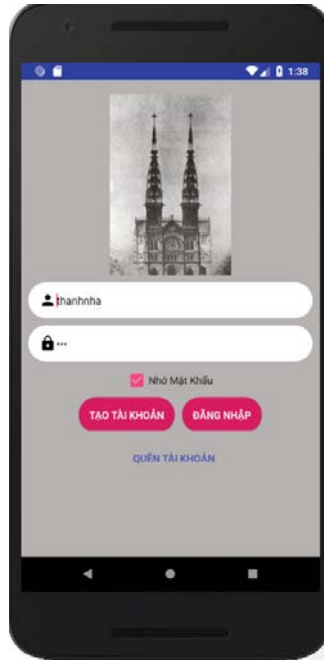 1:38
thanhnha
•••
Nhớ Mật Khẩu
TẠO TÀI KHOẢN ĐĂNG NHẬP
QUÊN TÀI KHOẢN